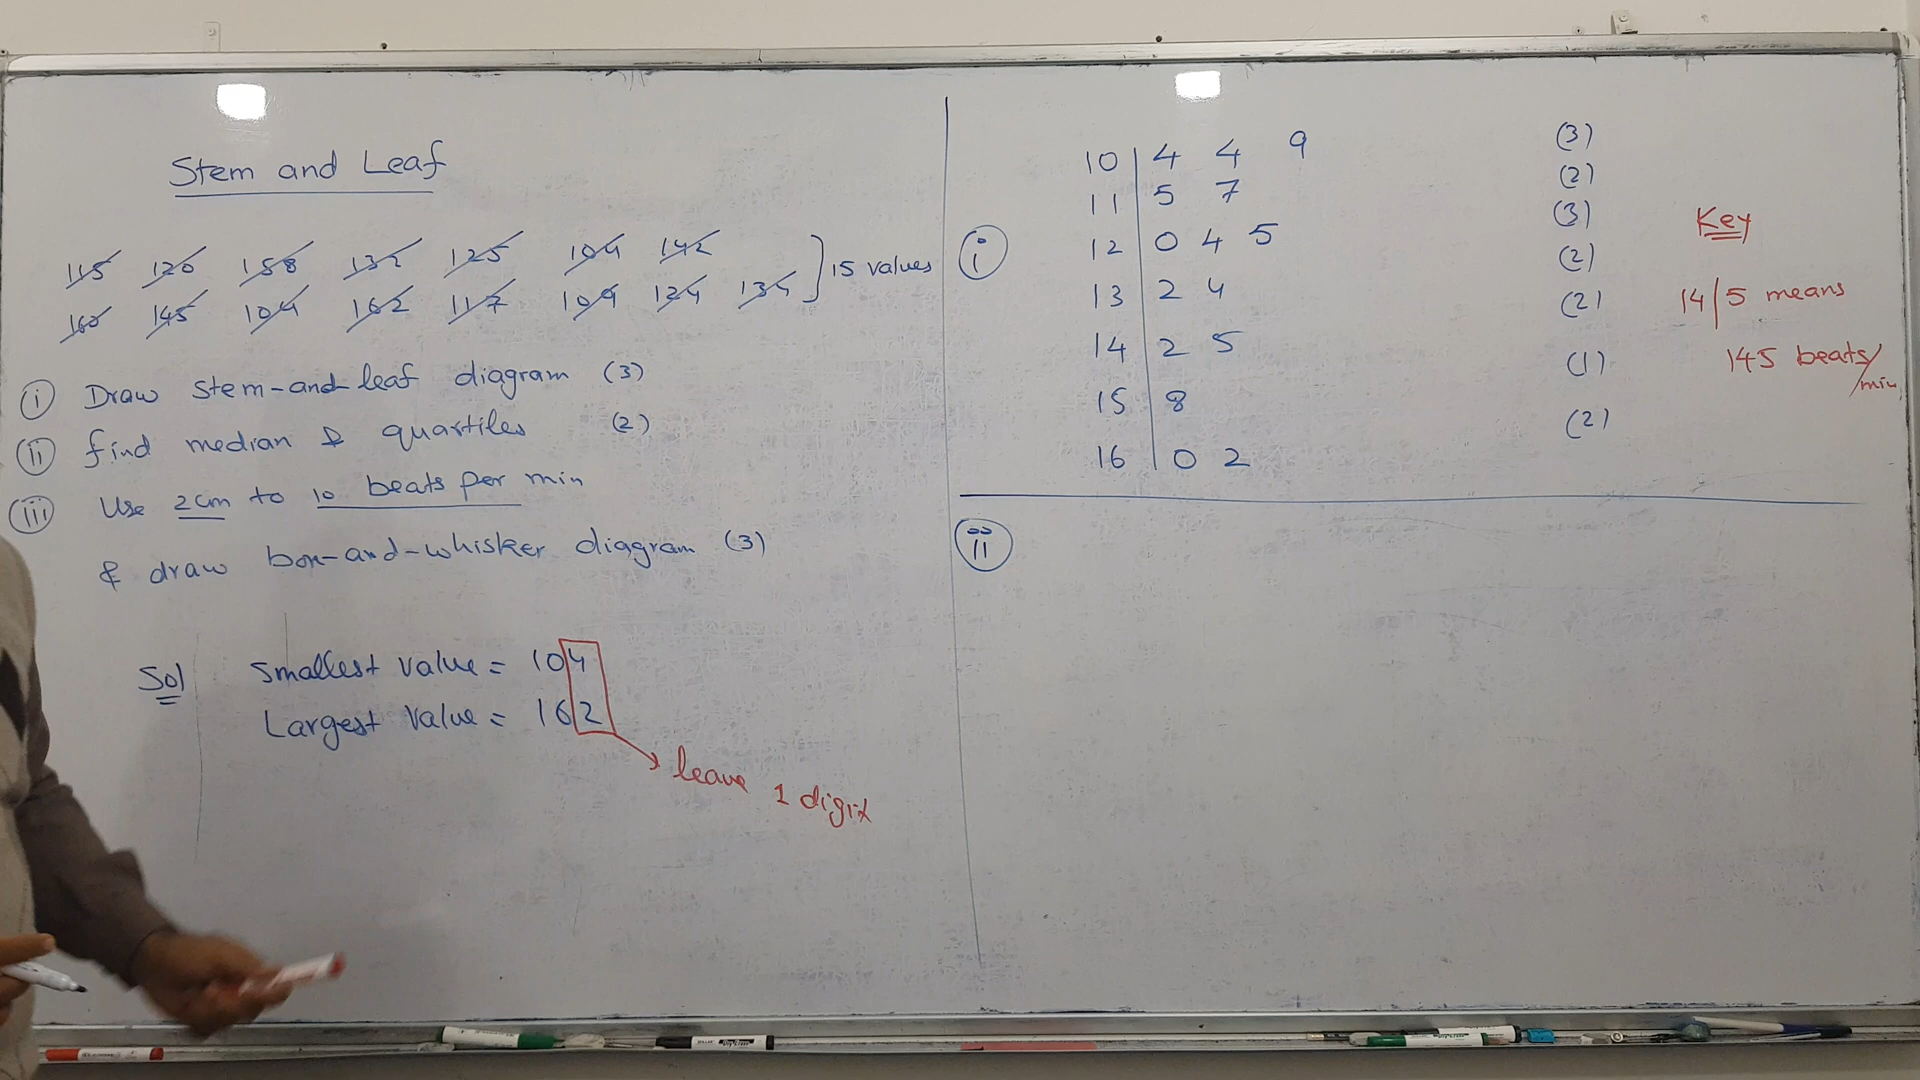 Stem and Leaf
115 120 158 132 125 104 142
160 145 104 162 117 109 124 134
15 values
i Draw stem-and-leaf diagram (3)
ii find median & quartiles (2)
iii Use 2cm to 10 beats per min
& draw box-and-whisker diagram (3)
Sol Smallest value = 104
Largest value = 162
leave 1 digit
i
10 | 4 4 9 (3)
11 | 5 7 (2)
12 | 0 4 5 (3)
13 | 2 4 (2)
14 | 2 5 (2)
15 | 8 (1)
16 | 0 2 (2)
Key
14/5 means
145 beats/min
ii